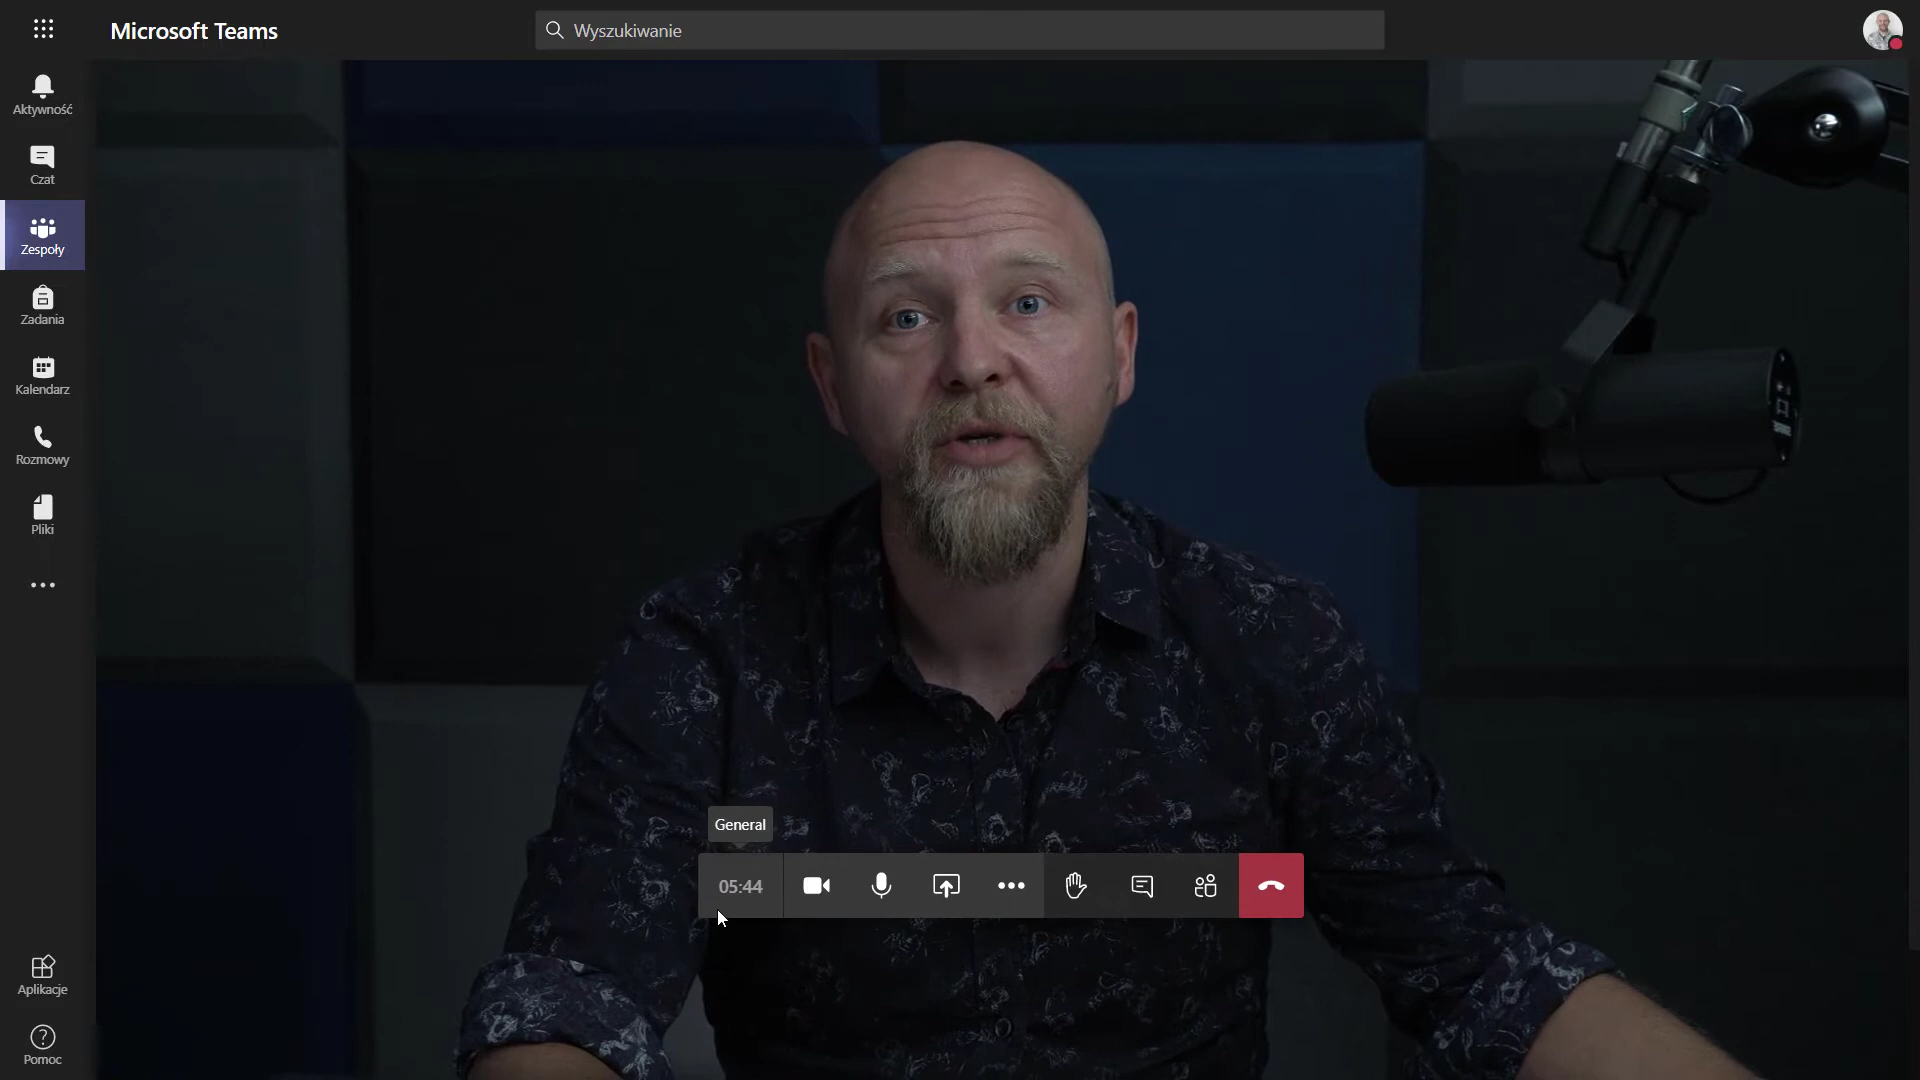 Microsoft Teams
Wyszukiwanie
Aktywność
Czat
Zespoły
Zadania
Kalendarz
Rozmowy
Pliki
General
05:44
Aplikacje
Pomoc